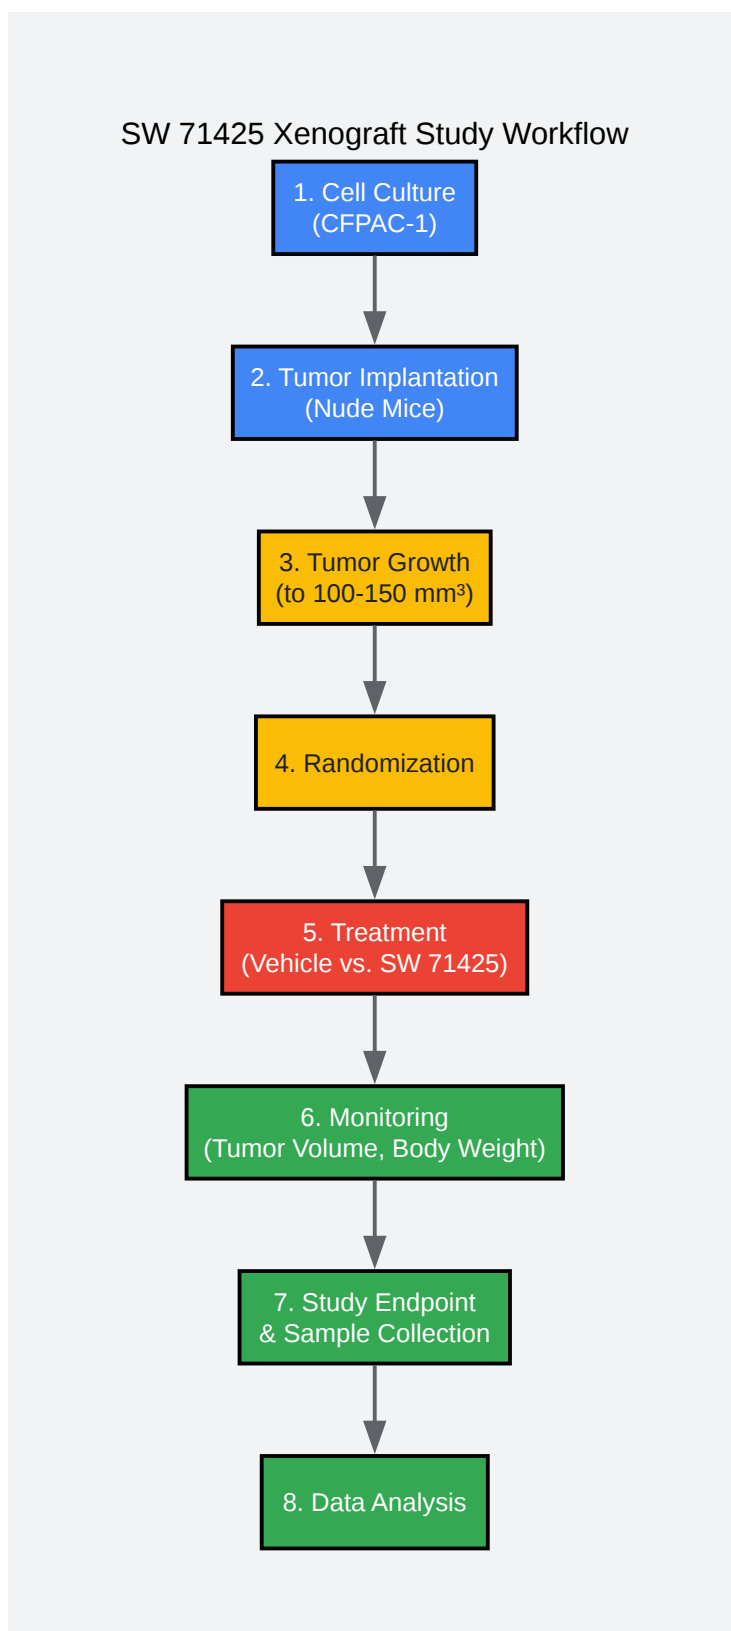 SW 71425 Xenograft Study Workflow
1. Cell Culture
(CFPAC-1)
2. Tumor Implantation
(Nude Mice)
3. Tumor Growth
(to 100-150 mm³)
4. Randomization
5. Treatment
(Vehicle vs. SW 71425)
6. Monitoring
(Tumor Volume, Body Weight)
7. Study Endpoint
& Sample Collection
8. Data Analysis